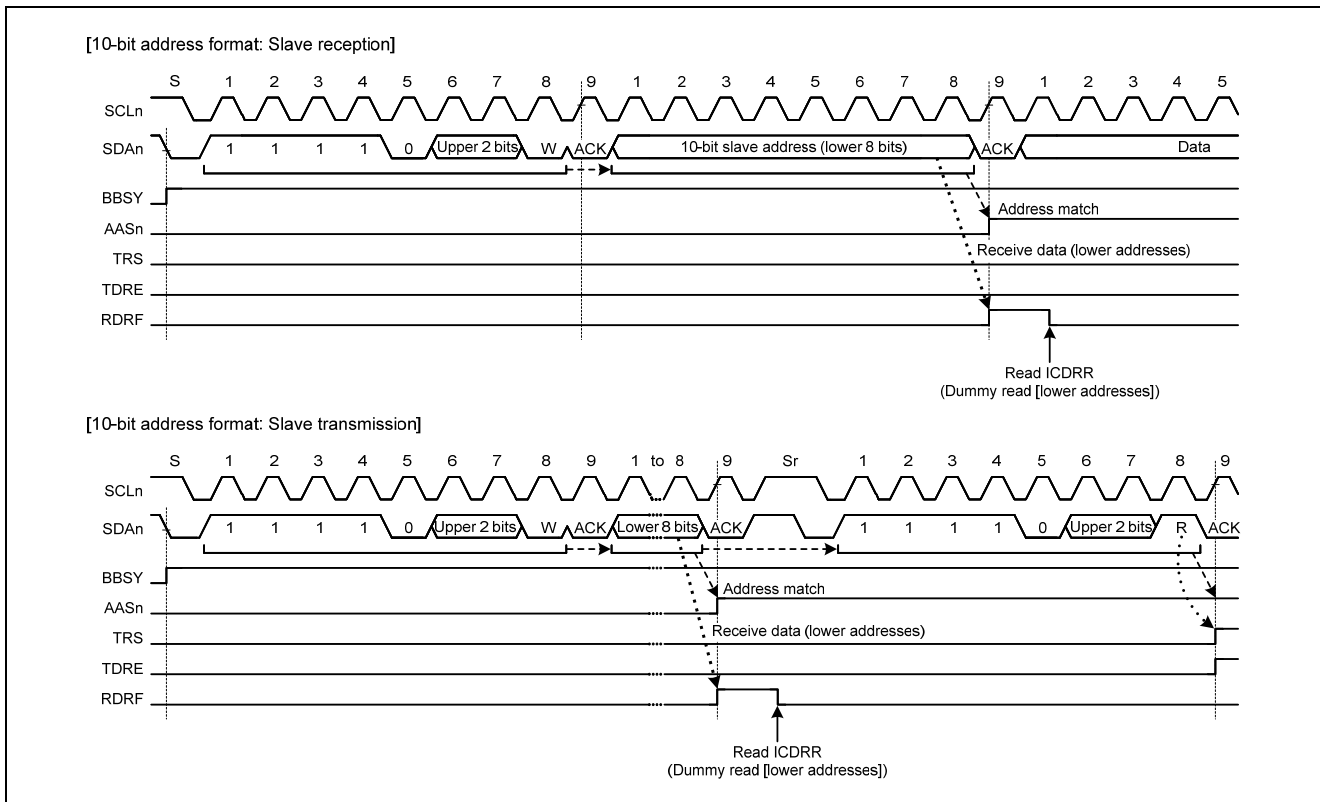 [10-bit address format: Slave reception]
S 1 2 3 4 5 6 7 8 9 1 2 3 4 5 6 7 8 9 1 2 3 4 5
SCLn
SDAn 1 1 1 1 0 Upper 2 bits W ACK 10-bit slave address (lower 8 bits) ACK Data
BBSY
Address match
AASn
Receive data (lower addresses)
TRS
TDRE
RDRF
Read ICDRR
(Dummy read [lower addresses])
[10-bit address format: Slave transmission]
S 1 2 3 4 5 6 7 8 9 1 to 8 9 Sr 1 2 3 4 5 6 7 8 9
SCLn
SDAn 1 1 1 1 0 Upper 2 bits W ACK Lower 8 bits ACK 1 1 1 1 0 Upper 2 bits R ACK
BBSY
Address match
AASn
Receive data (lower addresses)
TRS
TDRE
RDRF
Read ICDRR
(Dummy read [lower addresses])